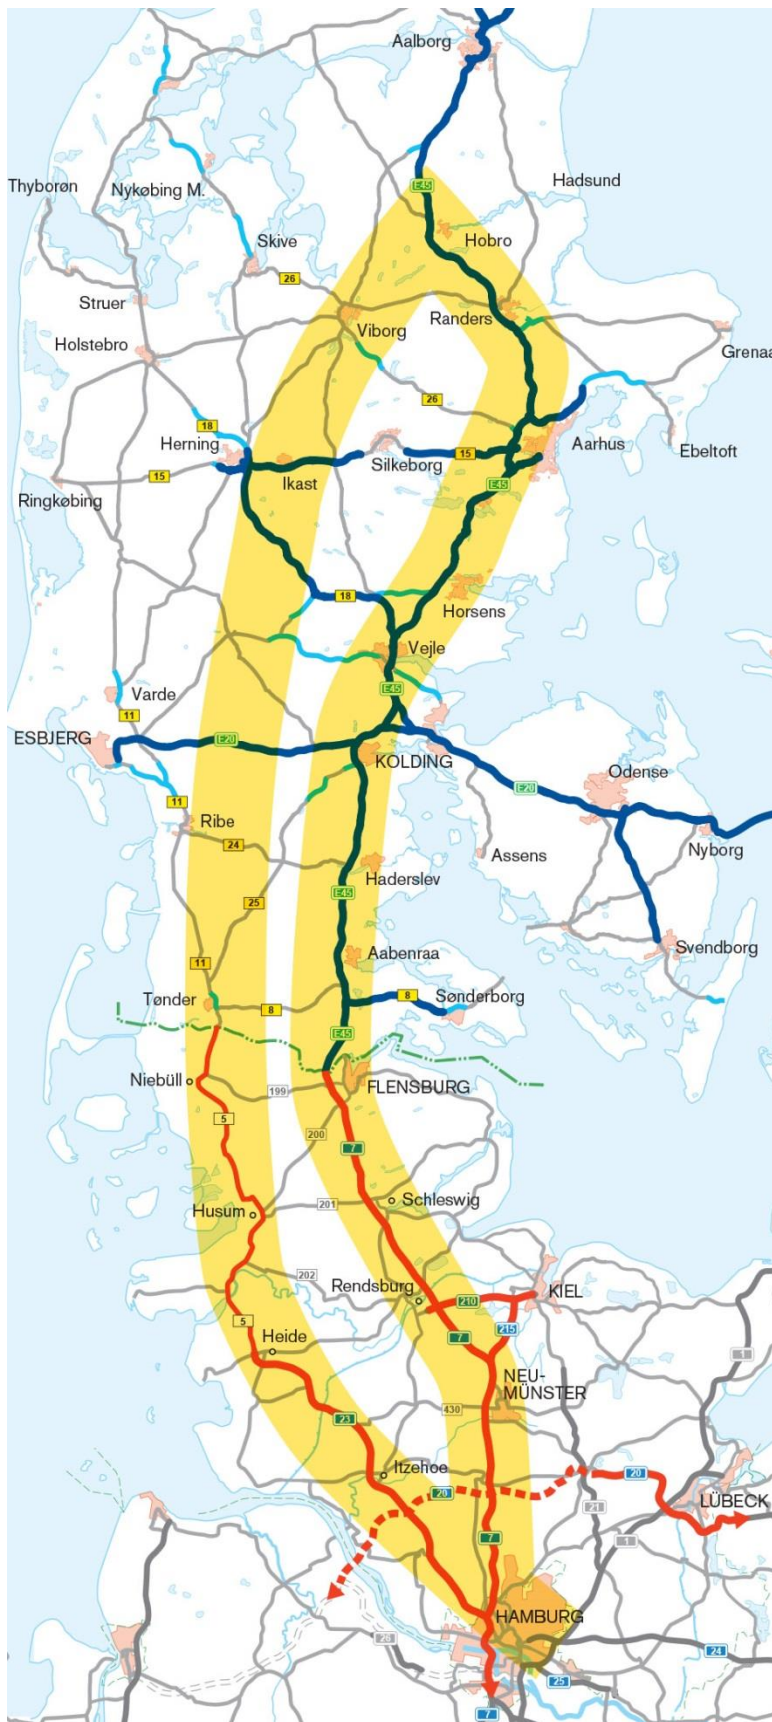 Aalborg
Thyborøn
Nykøbing M.
E45
Hadsund
Hobro
Skive
26
Struer
Randers
Viborg
Holstebro
Grenaa
26
18
Herning
Aarhus
Silkeborg
15
Ebeltoft
15
Ikast
E45
Ringkøbing
18
Horsens
Vejle
E45
Varde
11
ESBJERG
E20
KOLDING
Odense
E20
11
Ribe
24
Nyborg
Assens
Haderslev
E45
25
Svendborg
Aabenraa
11
Tønder
8
8
Sønderborg
E45
Niebüll
199
FLENSBURG
5
200
7
Schleswig
Husum
201
202
Rendsburg
210
KIEL
5
215
Heide
7
1
NEU-
MÜNSTER
430
23
Itzehoe
20
20
LÜBECK
21
7
1
HAMBURG
26
24
25
7